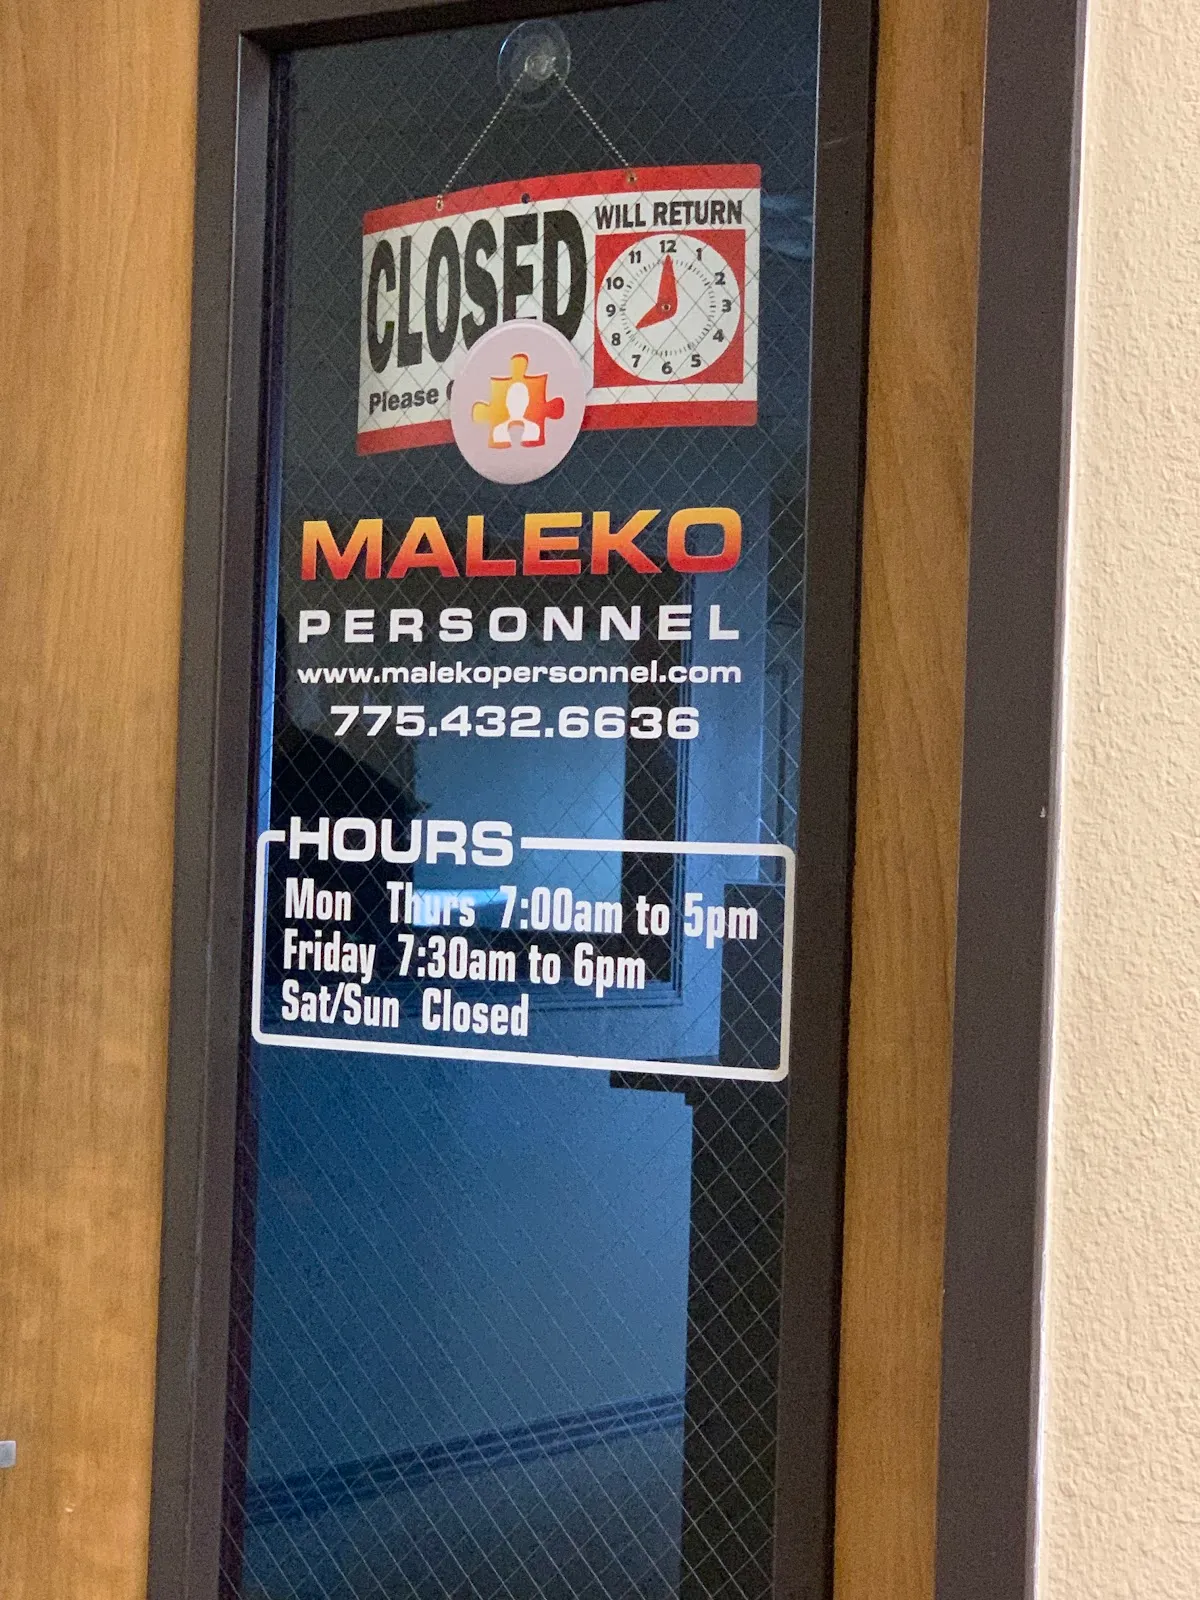 CLOSED
Please
WILL RETURN
12
1
2
3
4
5
6
7
8
9
10
11
MALEKO
PERSONNEL
www.malekopersonnel.com
775.432.6636
HOURS
Mon Thurs 7:00am to 5pm
Friday 7:30am to 6pm
Sat/Sun Closed